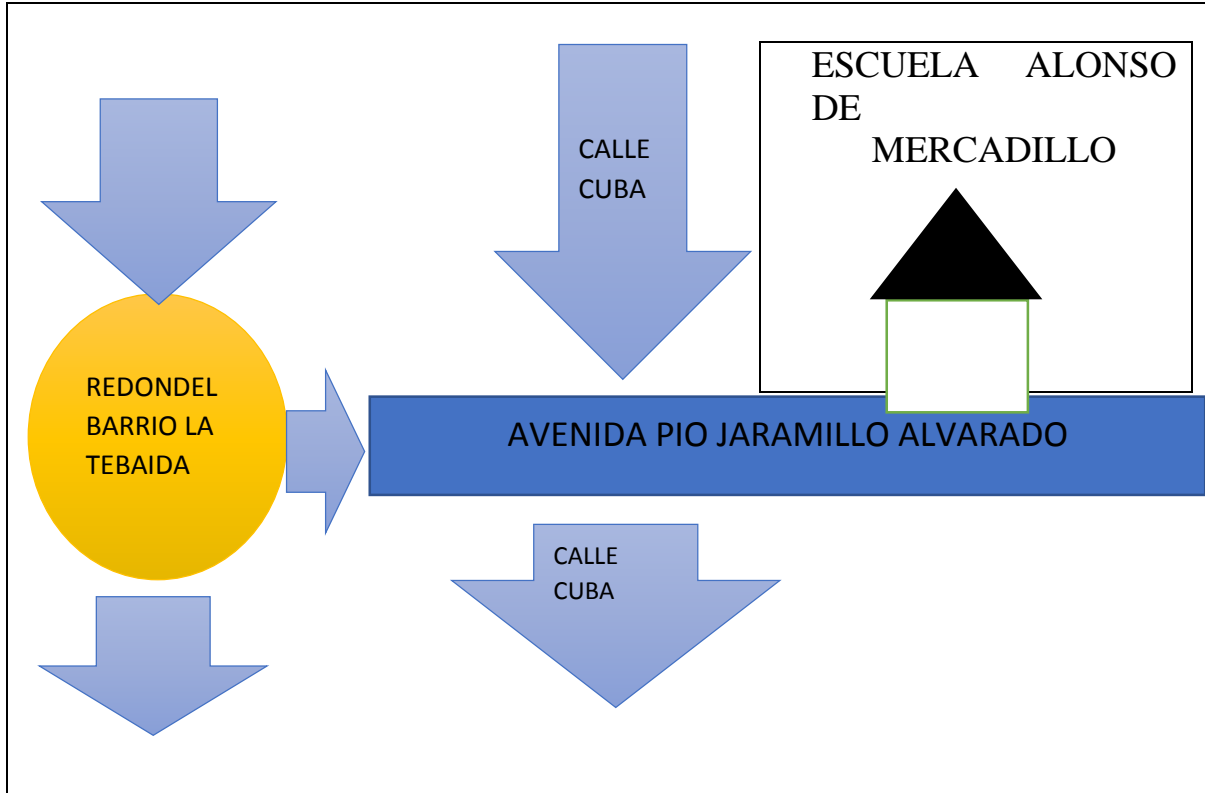 ESCUELA ALONSO
DE
MERCADILLO
CALLE
CUBA
REDONDEL
BARRIO LA
TEBAIDA
AVENIDA PIO JARAMILLO ALVARADO
CALLE
CUBA